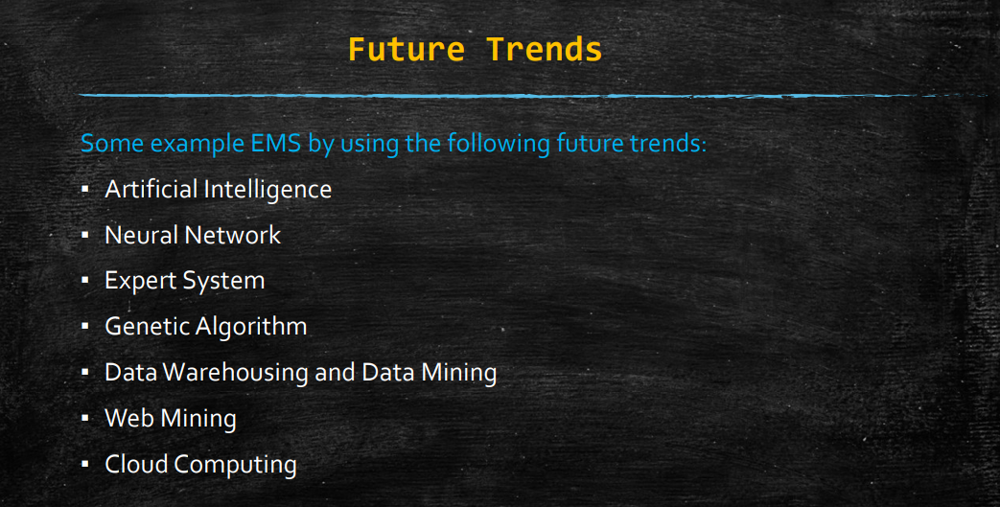 Future Trends
Some example EMS by using the following future trends:
▪ Artificial Intelligence
▪ Neural Network
▪ Expert System
▪ Genetic Algorithm
▪ Data Warehousing and Data Mining
▪ Web Mining
▪ Cloud Computing